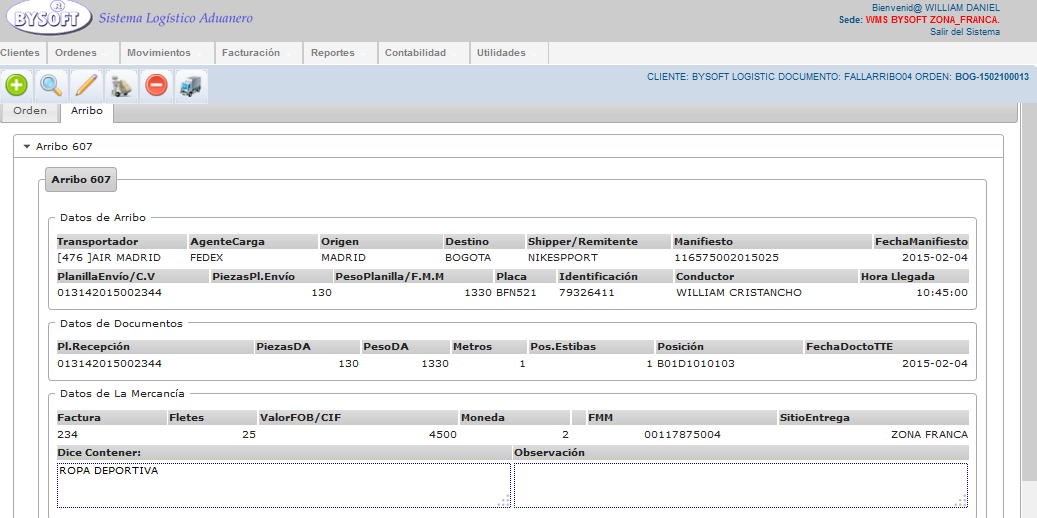 BYSOFT Sistema Logístico Aduanero
Bienvenid@ WILLIAM DANIEL
Sede: WMS BYSOFT ZONA_FRANCA.
Salir del Sistema
Clientes Ordenes Movimientos Facturación Reportes Contabilidad Utilidades
CLIENTE: BYSOFT LOGISTIC DOCUMENTO: FALLARRIBO04 ORDEN: BOG-1502100013
Orden Arribo
Arribo 607
Arribo 607
Datos de Arribo
Transportador AgenteCarga Origen Destino Shipper/Remitente Manifiesto FechaManifiesto
[476 ]AIR MADRID FEDEX MADRID BOGOTA NIKESPPORT 116575002015025 2015-02-04
PlanillaEnvío/C.V PiezasPl.Envío PesoPlanilla/F.M.M Placa Identificación Conductor Hora Llegada
013142015002344 130 1330 BFN521 79326411 WILLIAM CRISTANCHO 10:45:00
Datos de Documentos
Pl.Recepción PiezasDA PesoDA Metros Pos.Estibas Posición FechaDoctoTTE
013142015002344 130 1330 1 1 B01D1010103 2015-02-04
Datos de La Mercancía
Factura Fletes ValorFOB/CIF Moneda FMM SitioEntrega
234 25 4500 2 00117875004 ZONA FRANCA
Dice Contener: Observación
ROPA DEPORTIVA